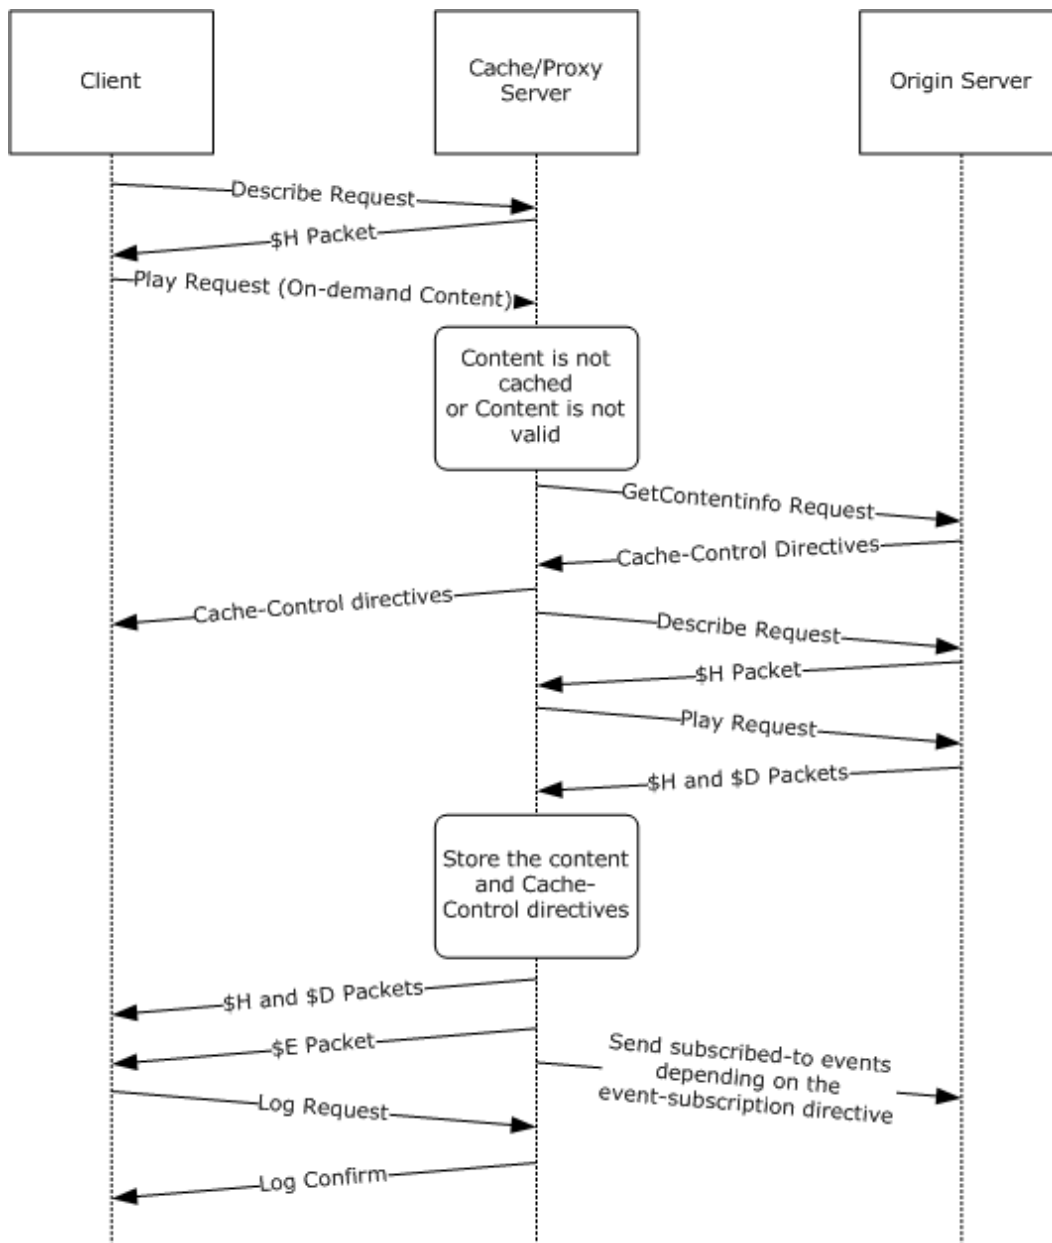 Client
Cache/Proxy
Server
Origin Server
Describe Request
$H Packet
Play Request (On-demand Content)
Content is not
cached
or Content is not
valid
GetContentinfo Request
Cache-Control Directives
Cache-Control directives
Describe Request
$H Packet
Play Request
$H and $D Packets
Store the content
and Cache-
Control directives
$H and $D Packets
$E Packet
Send subscribed-to events
depending on the
event-subscription directive
Log Request
Log Confirm